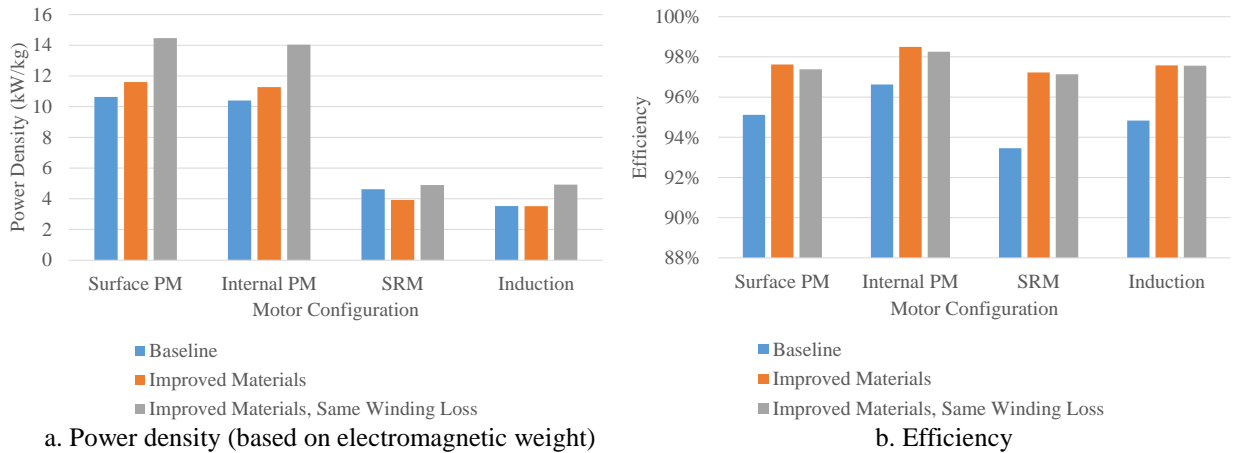 16
14
12
10
8
6
4
2
0
Power Density (kW/kg)
Surface PM Internal PM SRM Induction
Motor Configuration
Baseline
Improved Materials
Improved Materials, Same Winding Loss
a. Power density (based on electromagnetic weight)
100%
98%
96%
94%
92%
90%
88%
Efficiency
Surface PM Internal PM SRM Induction
Motor Configuration
Baseline
Improved Materials
Improved Materials, Same Winding Loss
b. Efficiency